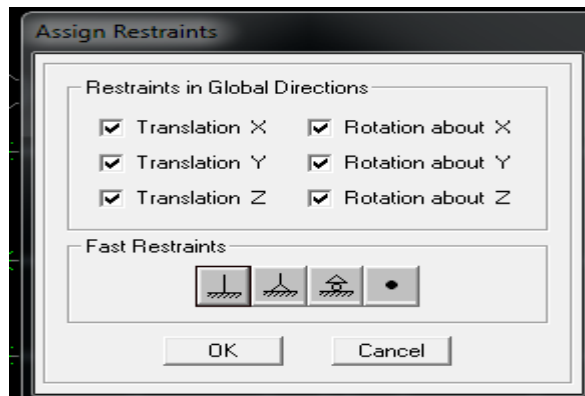 Assign Restraints
Restraints in Global Directions
Translation X
Rotation about X
Translation Y
Rotation about Y
Translation Z
Rotation about Z
Fast Restraints
OK
Cancel